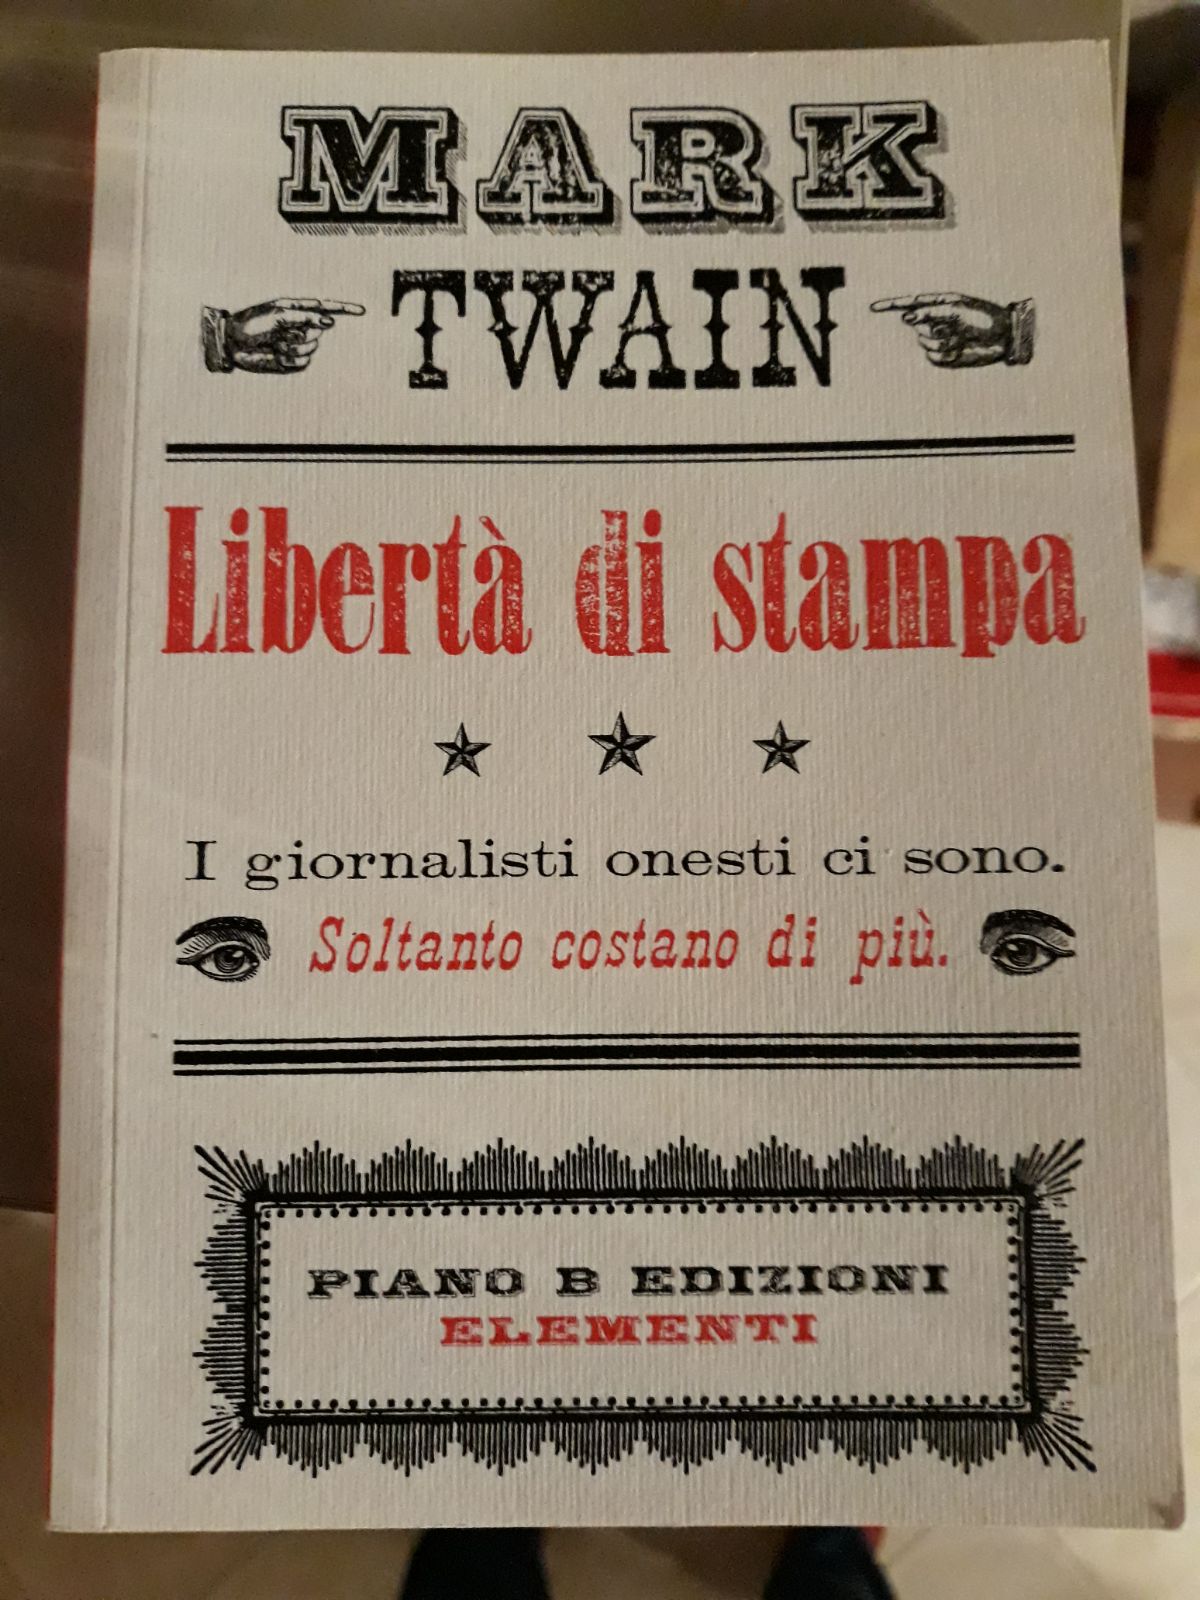 MARK
TWAIN
Libertà di stampa
I giornalisti onesti ci sono.
Soltanto costano di più.
PIANO B EDIZIONI
ELEMENTI